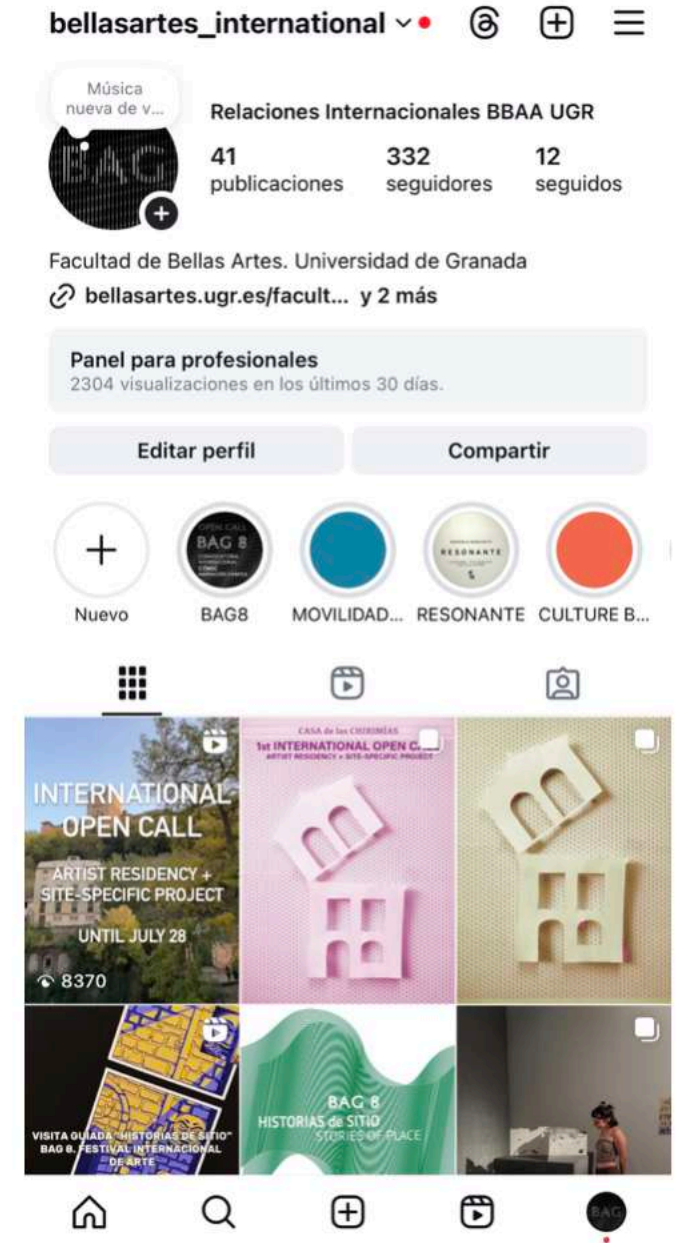 bellasartes_international
Música
nueva de v...
BAG
Relaciones Internacionales BBAA UGR
41
publicaciones
332
seguidores
12
seguidos
Facultad de Bellas Artes. Universidad de Granada
bellasartes.ugr.es/facult... y 2 más
Panel para profesionales
2304 visualizaciones en los últimos 30 días.
Editar perfil
Compartir
OPEN CALL
BAG 8
RESONANTE
Nuevo
BAG8
MOVILIDAD...
RESONANTE
CULTURE B...
INTERNATIONAL
OPEN CALL
ARTIST RESIDENCY +
SITE-SPECIFIC PROJECT
UNTIL JULY 28
8370
CASA de las CHIRIMÍAS
1st INTERNATIONAL OPEN
ARTIST RESIDENCY + SITE-SPECIFIC PROJECT
VISITA GUIADA "HISTORIAS DE SITIO"
BAG 8. FESTIVAL INTERNACIONAL
DE ARTE
BAG 8
HISTORIAS de SITIO
STORIES OF PLACE
BAG